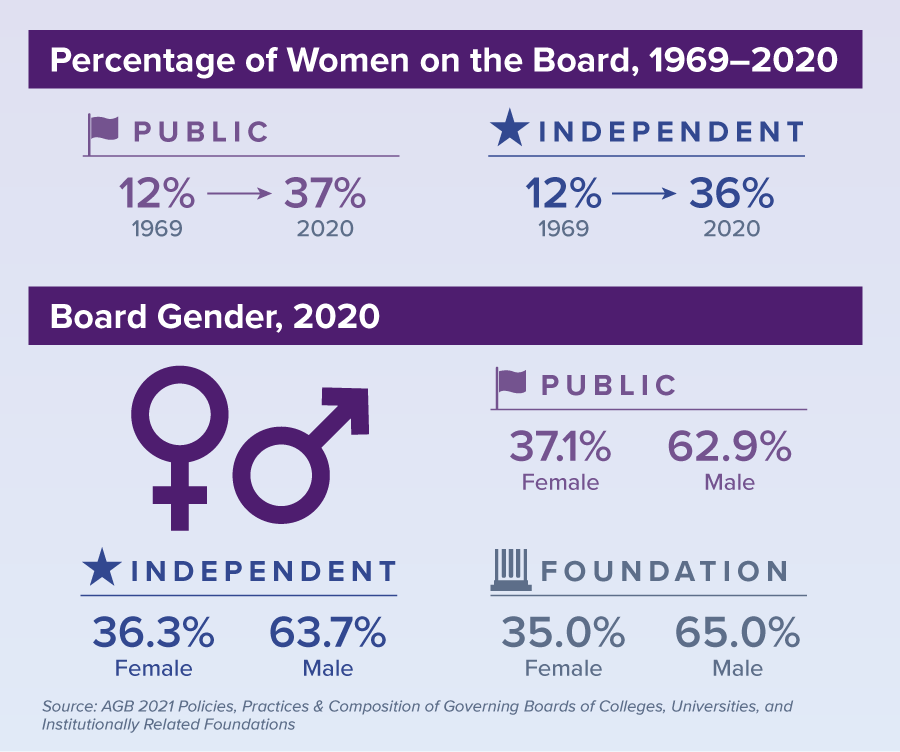 Percentage of Women on the Board, 1969–2020
PUBLIC
12% 37%
1969 2020
INDEPENDENT
12% 36%
1969 2020
Board Gender, 2020
PUBLIC
37.1% 62.9%
Female Male
INDEPENDENT
36.3% 63.7%
Female Male
FOUNDATION
35.0% 65.0%
Female Male
Source: AGB 2021 Policies, Practices & Composition of Governing Boards of Colleges, Universities, and
Institutionally Related Foundations